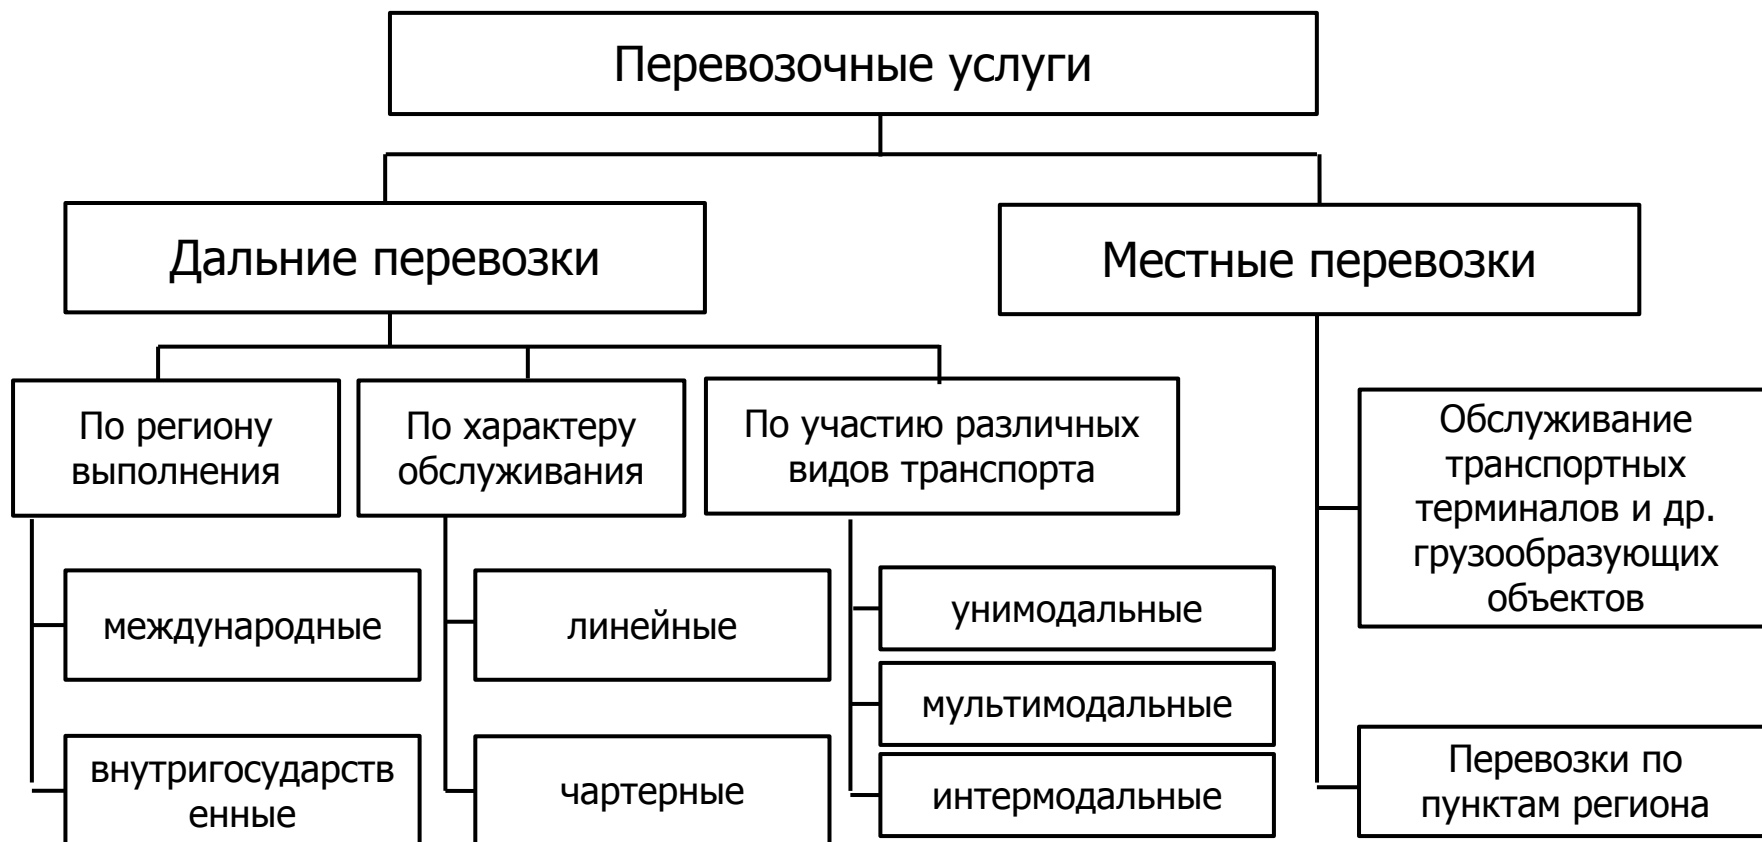 Перевозочные услуги
Дальние перевозки
Местные перевозки
По региону
выполнения
По характеру
обслуживания
По участию различных
видов транспорта
Обслуживание
транспортных
терминалов и др.
грузообразующих
объектов
международные
линейные
унимодальные
мультимодальные
внутригосударств
енные
чартерные
интермодальные
Перевозки по
пунктам региона